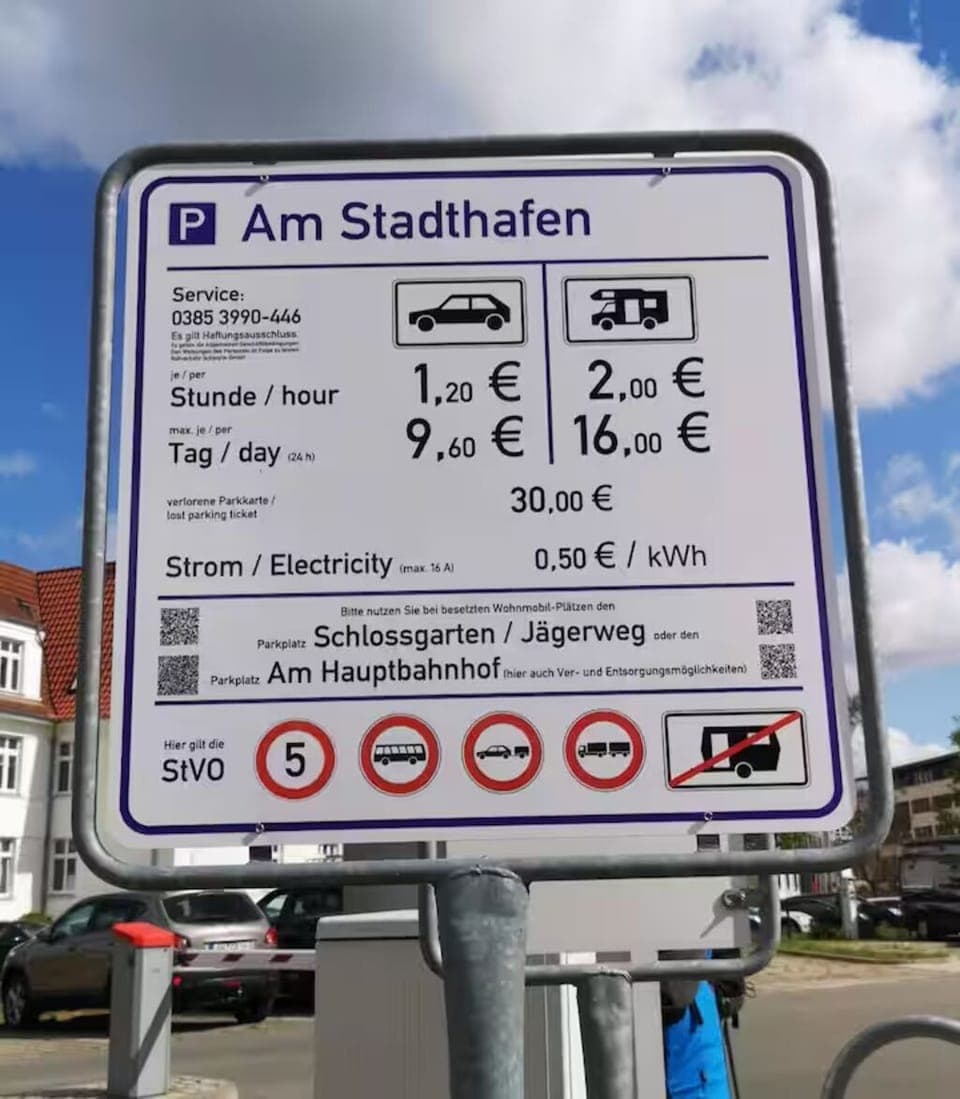 P Am Stadthafen
Service:
0385 3990-446
Es gilt Haftungsausschluss.
je / per
Stunde / hour 1,20 € 2,00 €
max. je / per
Tag / day (24 h) 9,60 € 16,00 €
verlorene Parkkarte /
lost parking ticket 30,00 €
Strom / Electricity (max. 16 A) 0,50 € / kWh
Bitte nutzen Sie bei besetzten Wohnmobil-Plätzen den
Parkplatz Schlossgarten / Jägerweg oder den
Parkplatz Am Hauptbahnhof (hier auch Ver- und Entsorgungsmöglichkeiten)
Hier gilt die
StVO
5